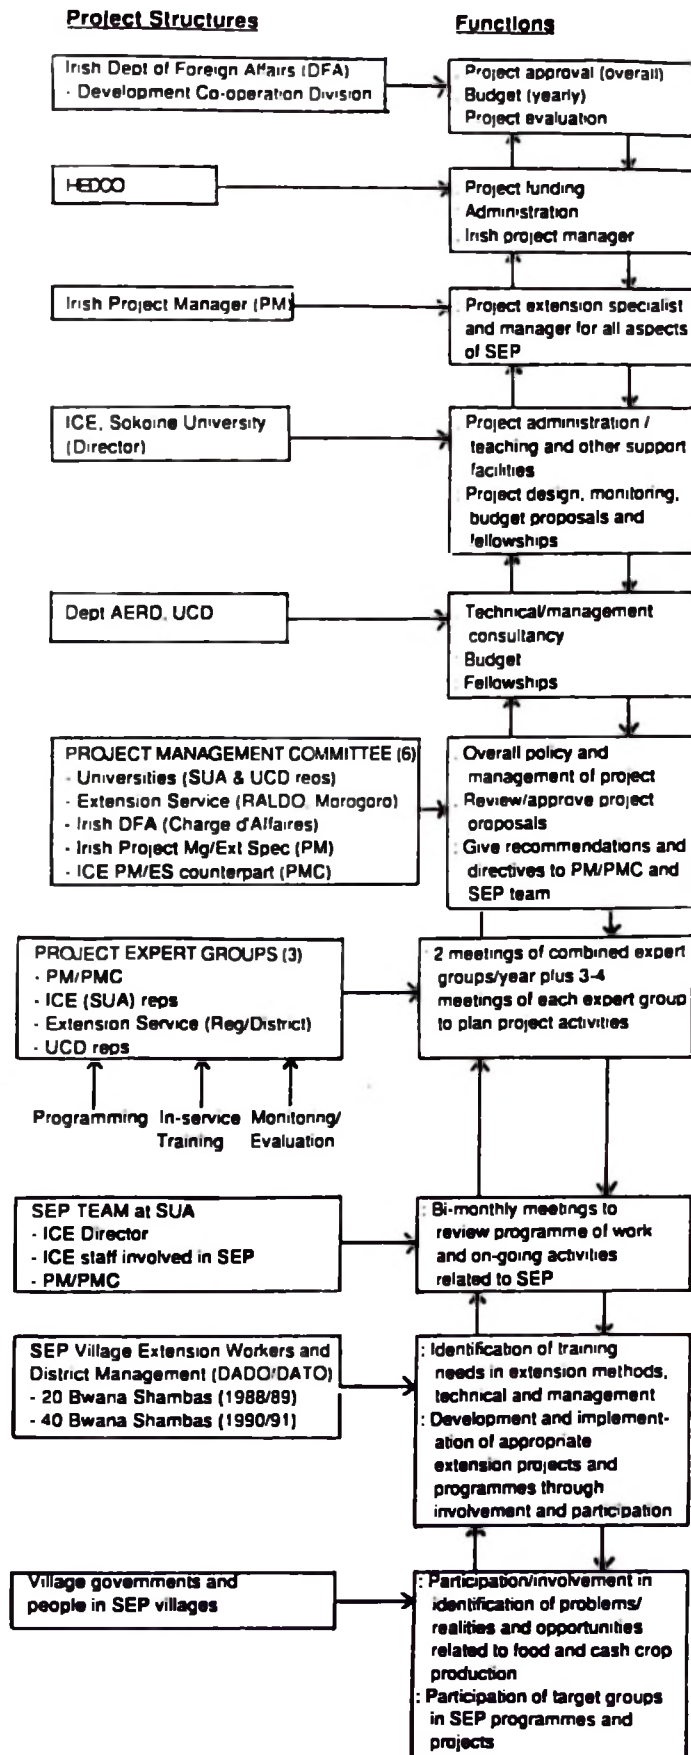 Project Structures
Functions
Irish Dept of Foreign Affairs (DFA)
- Development Co-operation Division
Project approval (overall)
Budget (yearly)
Project evaluation
HEDCO
Project funding
Administration
Irish project manager
Irish Project Manager (PM)
Project extension specialist
and manager for all aspects
of SEP
ICE, Sokoine University
(Director)
Project administration /
teaching and other support
facilities
Project design, monitoring,
budget proposals and
fellowships
Dept AERD, UCD
Technical/management
consultancy
Budget
Fellowships
PROJECT MANAGEMENT COMMITTEE (6)
- Universities (SUA & UCD reps)
- Extension Service (RALDO, Morogoro)
- Irish DFA (Charge d'Affaires)
- Irish Project Mg/Ext Spec (PM)
- ICE PM/ES counterpart (PMC)
Overall policy and
management of project
Review/approve project
proposals
Give recommendations and
directives to PM/PMC and
SEP team
PROJECT EXPERT GROUPS (3)
- PM/PMC
- ICE (SUA) reps
- Extension Service (Reg/District)
- UCD reps
2 meetings of combined expert
groups/year plus 3-4
meetings of each expert group
to plan project activities
Programming In-service Monitoring/
Training Evaluation
SEP TEAM at SUA
- ICE Director
- ICE staff involved in SEP
- PM/PMC
: Bi-monthly meetings to
review programme of work
and on-going activities
related to SEP
SEP Village Extension Workers and
District Management (DADO/DATO)
- 20 Bwana Shambas (1988/89)
- 40 Bwana Shambas (1990/91)
: Identification of training
needs in extension methods,
technical and management
: Development and implement-
ation of appropriate
extension projects and
programmes through
involvement and participation
Village governments and
people in SEP villages
: Participation/involvement in
identification of problems/
realities and opportunities
related to food and cash crop
production
: Participation of target groups
in SEP programmes and
projects